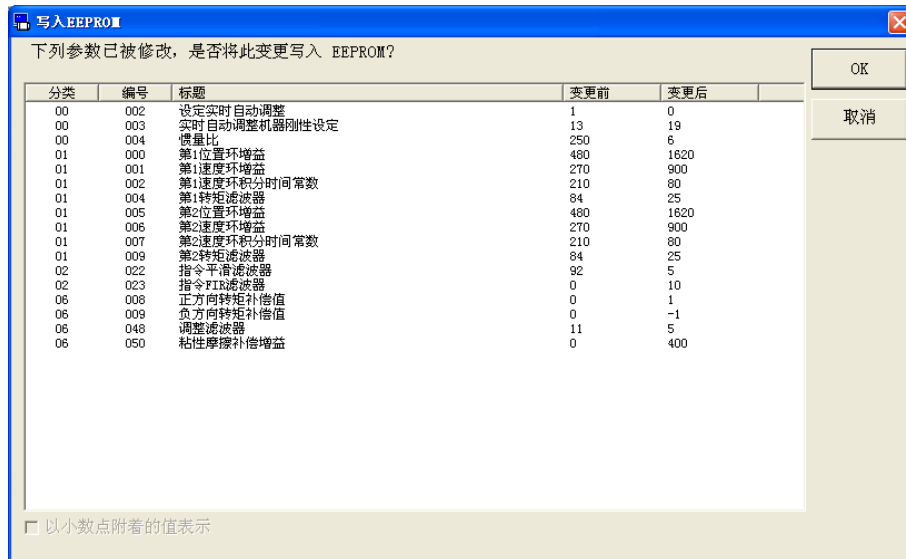 写入EEPROM
下列参数已被修改，是否将此变更写入 EEPROM?
OK
取消
分类 编号 标题 变更前 变更后
00 002 设定实时自动调整 1 0
00 003 实时自动调整机器刚性设定 13 19
00 004 惯量比 250 6
01 000 第1位置环增益 480 1620
01 001 第1速度环增益 270 900
01 002 第1速度环积分时间常数 210 80
01 004 第1转矩滤波器 84 25
01 005 第2位置环增益 480 1620
01 006 第2速度环增益 270 900
01 007 第2速度环积分时间常数 210 80
01 009 第2转矩滤波器 84 25
02 022 指令平滑滤波器 92 5
02 023 指令FIR滤波器 0 10
06 008 正方向转矩补偿值 0 1
06 009 负方向转矩补偿值 0 -1
06 048 调整滤波器 11 5
06 050 粘性摩擦补偿增益 0 400
以小数点附着的值表示